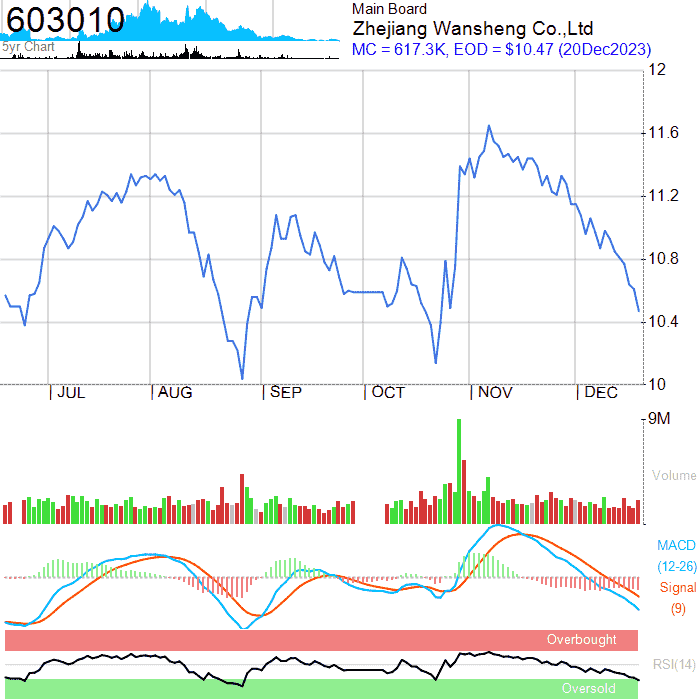 603010
5yr Chart
Main Board
Zhejiang Wansheng Co.,Ltd
MC = 617.3K, EOD = $10.47 (20Dec2023)
12
11.6
11.2
10.8
10.4
10
JUL AUG SEP OCT NOV DEC
9M
Volume
MACD
(12-26)
Signal
(9)
Overbought
RSI(14)
Oversold